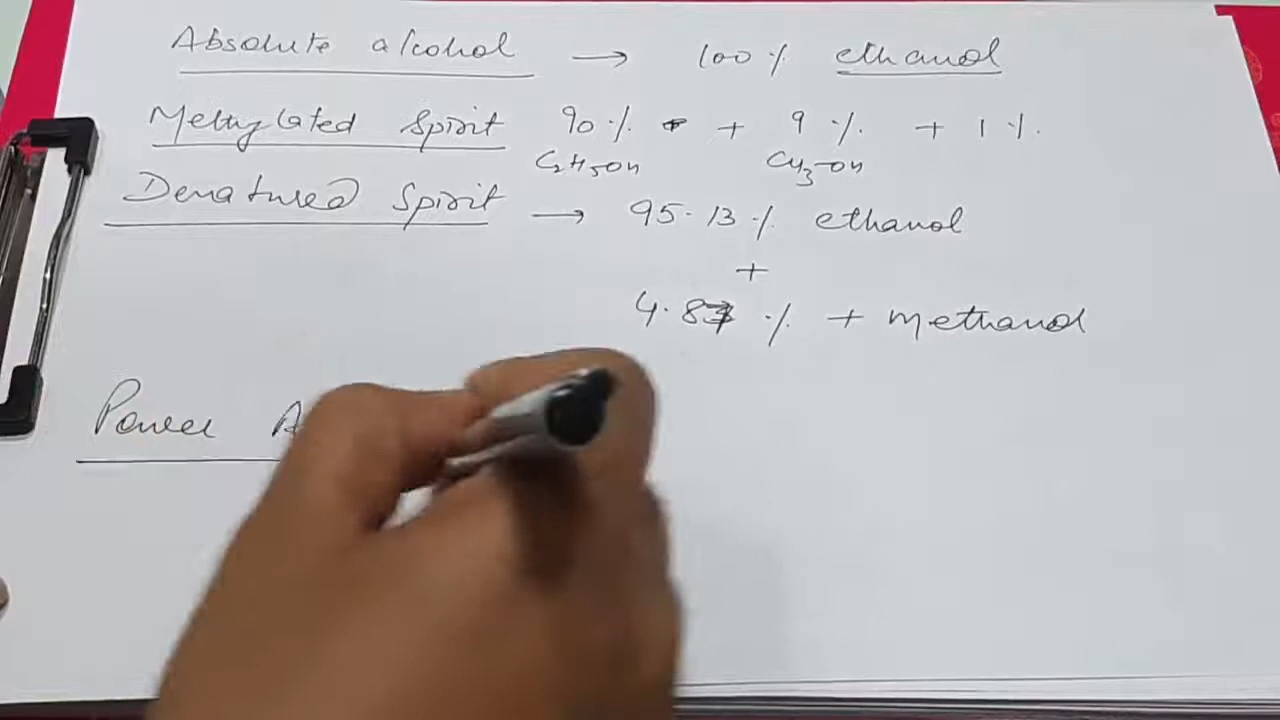 Absolute alcohol → 100 % ethanol
Methylated Spirit 90 % + 9 % + 1 %.
C2H5OH CH3-OH
Denatured Spirit → 95.13 % ethanol
+
4.87 % + methanol
Power A